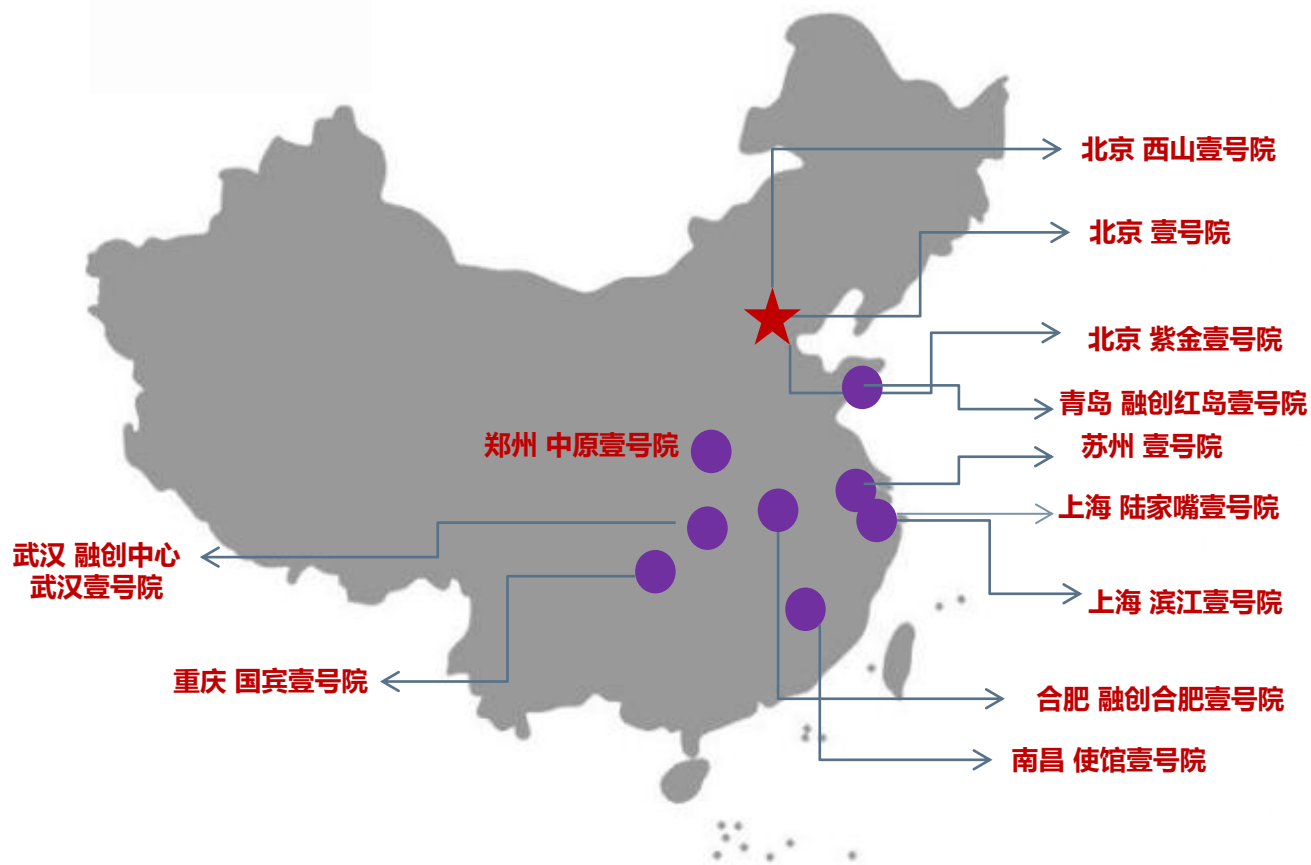 北京 西山壹号院
北京 壹号院
北京 紫金壹号院
青岛 融创红岛壹号院
郑州 中原壹号院
苏州 壹号院
上海 陆家嘴壹号院
武汉 融创中心
武汉壹号院
上海 滨江壹号院
重庆 国宾壹号院
合肥 融创合肥壹号院
南昌 使馆壹号院